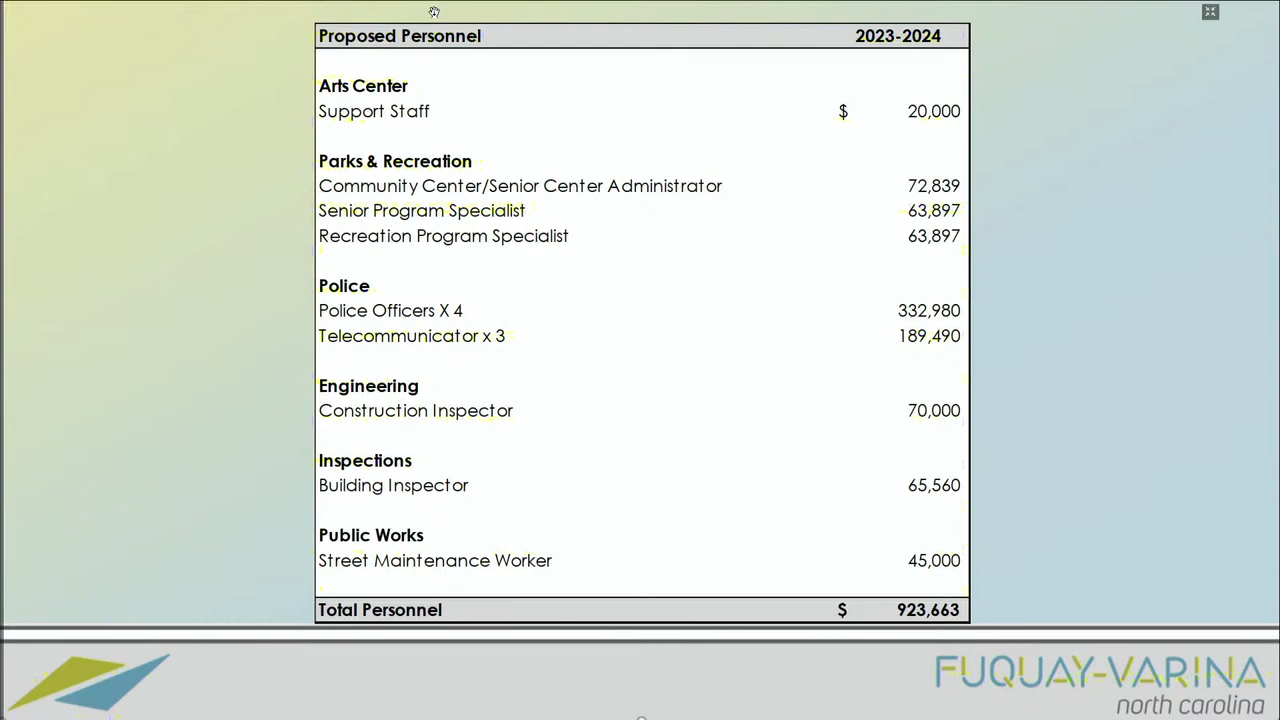 Proposed Personnel 2023-2024
Arts Center
Support Staff $ 20,000
Parks & Recreation
Community Center/Senior Center Administrator 72,839
Senior Program Specialist 63,897
Recreation Program Specialist 63,897
Police
Police Officers X 4 332,980
Telecommunicator x 3 189,490
Engineering
Construction Inspector 70,000
Inspections
Building Inspector 65,560
Public Works
Street Maintenance Worker 45,000
Total Personnel $ 923,663
FUQUAY-VARINA
north carolina